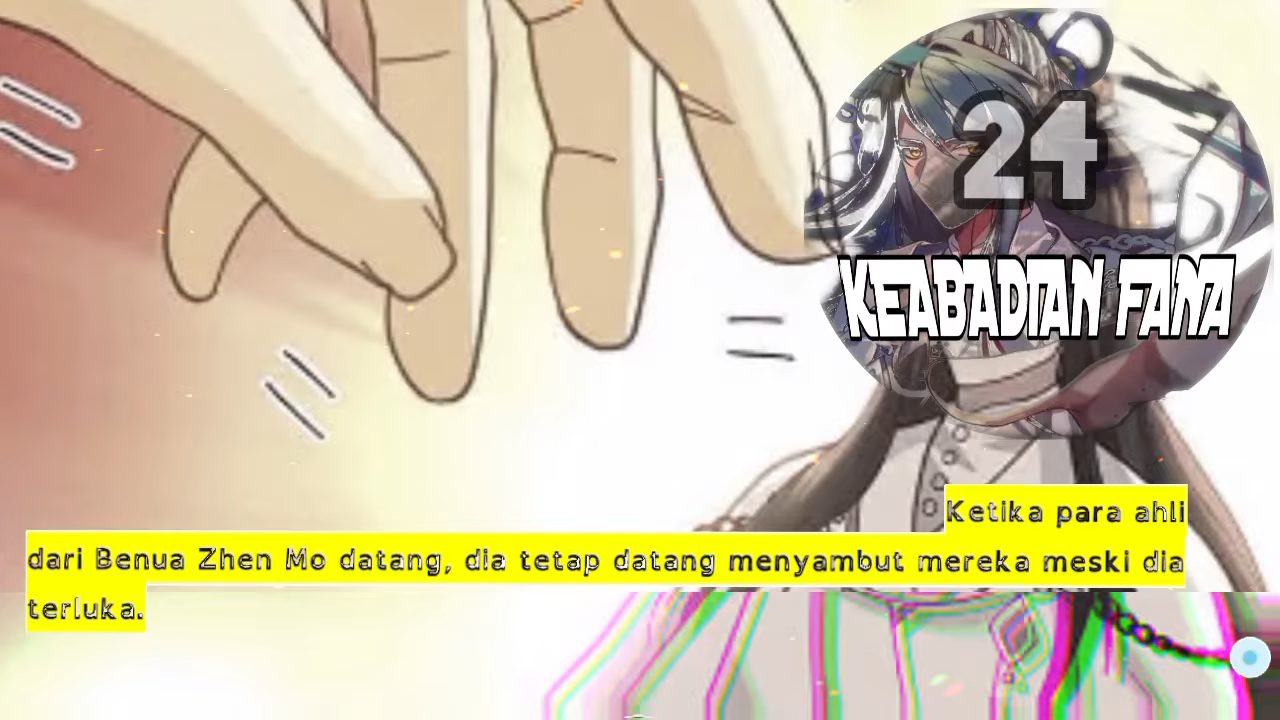 24
KEABADIAN FANA
Ketika para ahli
dari Benua Zhen Mo datang, dia tetap datang menyambut mereka meski dia
terluka.